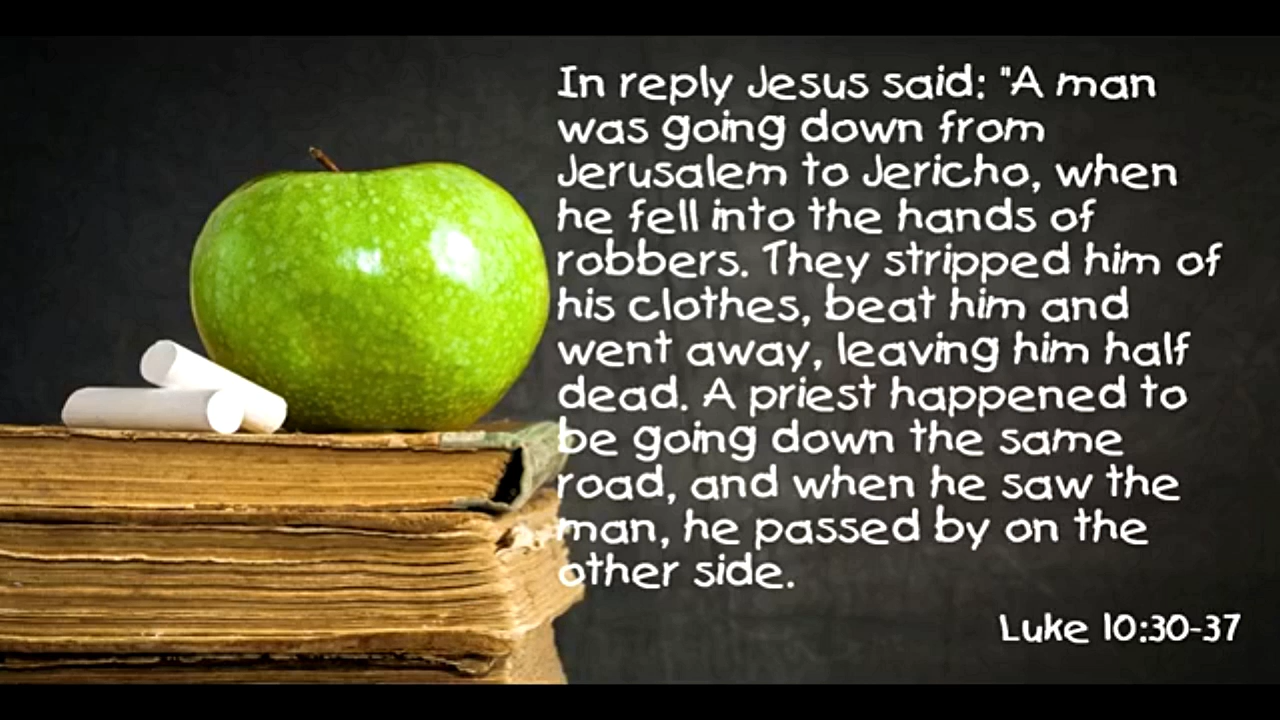 In reply Jesus said: "A man
was going down from
Jerusalem to Jericho, when
he fell into the hands of
robbers. They stripped him of
his clothes, beat him and
went away, leaving him half
dead. A priest happened to
be going down the same
road, and when he saw the
man, he passed by on the
other side.
Luke 10:30-37